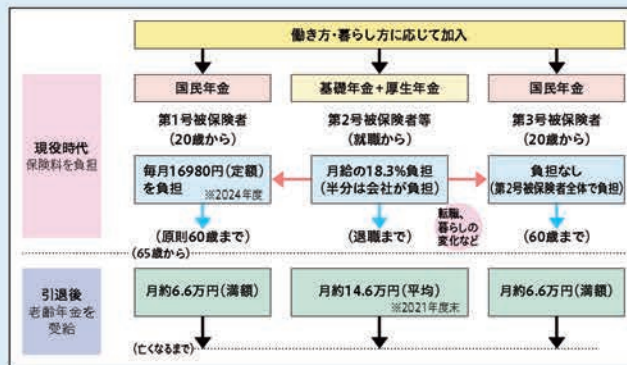 働き方・暮らし方に応じて加入
国民年金
基礎年金＋厚生年金
国民年金
現役時代
保険料を負担
第1号被保険者
(20歳から)
第2号被保険者等
(就職から)
第3号被保険者
(20歳から)
毎月16980円(定額)
を負担
※2024年度
月給の18.3%負担
(半分は会社が負担)
負担なし
(第2号被保険者全体で負担)
転職、
暮らしの
変化など
(原則60歳まで)
(退職まで)
(60歳まで)
(65歳から)
引退後
老齢年金を
受給
月約6.6万円(満額)
月約14.6万円(平均)
※2021年度末
月約6.6万円(満額)
(亡くなるまで)